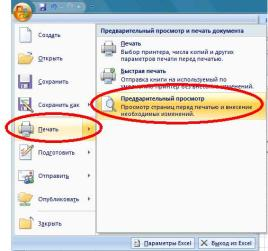 Создать
Открыть
Сохранить
Сохранить как
Печать
Подготовить
Отправить
Опубликовать
Закрыть
Предварительный просмотр и печать документа
Печать
Выбор принтера, числа копий и других
параметров печати перед печатью.
Быстрая печать
Отправка книги на используемый по
умолчанию принтер без внесения изменений.
Предварительный просмотр
Просмотр страниц перед печатью и внесение
необходимых изменений.
Параметры Excel
Выход из Excel